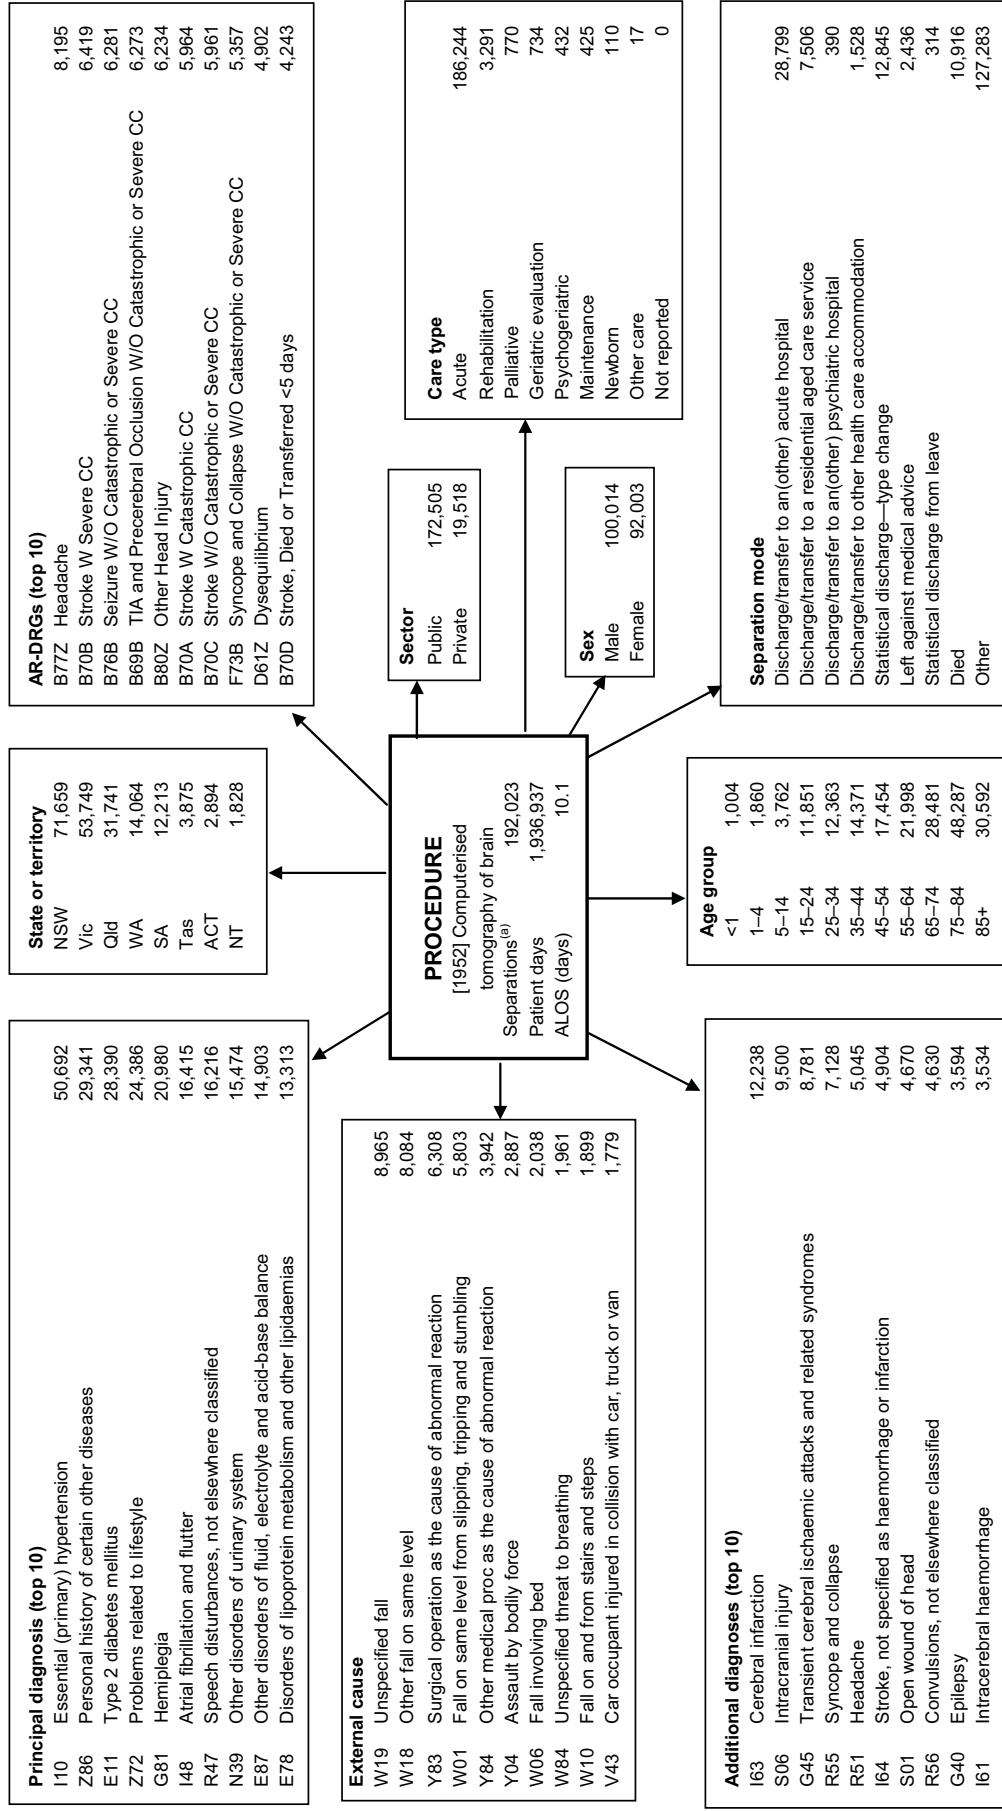 Principal diagnosis (top 10)
I10 Essential (primary) hypertension 50,692
Z86 Personal history of certain other diseases 29,341
E11 Type 2 diabetes mellitus 28,390
Z72 Problems related to lifestyle 24,386
G81 Hemiplegia 20,980
I48 Atrial fibrillation and flutter 16,415
R47 Speech disturbances, not elsewhere classified 16,216
N39 Other disorders of urinary system 15,474
E87 Other disorders of fluid, electrolyte and acid-base balance 14,903
E78 Disorders of lipoprotein metabolism and other lipidaemias 13,313
State or territory
NSW 71,659
Vic 53,749
Qld 31,741
WA 14,064
SA 12,213
Tas 3,875
ACT 2,894
NT 1,828
AR-DRGs (top 10)
B77Z Headache 8,195
B70B Stroke W Severe CC 6,419
B76B Seizure W/O Catastrophic or Severe CC 6,281
B69B TIA and Precerebral Occlusion W/O Catastrophic or Severe CC 6,273
B80Z Other Head Injury 6,234
B70A Stroke W Catastrophic CC 5,964
B70C Stroke W/O Catastrophic or Severe CC 5,961
F73B Syncope and Collapse W/O Catastrophic or Severe CC 5,357
D61Z Dysequilibrium 4,902
B70D Stroke, Died or Transferred <5 days 4,243
External cause
W19 Unspecified fall 8,965
W18 Other fall on same level 8,084
Y83 Surgical operation as the cause of abnormal reaction 6,308
W01 Fall on same level from slipping, tripping and stumbling 5,803
Y84 Other medical proc as the cause of abnormal reaction 3,942
Y04 Assault by bodily force 2,887
W06 Fall involving bed 2,038
W84 Unspecified threat to breathing 1,961
W10 Fall on and from stairs and steps 1,899
V43 Car occupant injured in collision with car, truck or van 1,779
PROCEDURE
[1952] Computerised
tomography of brain
Separations(a) 192,023
Patient days 1,936,937
ALOS (days) 10.1
Sector
Public 172,505
Private 19,518
Sex
Male 100,014
Female 92,003
Care type
Acute 186,244
Rehabilitation 3,291
Palliative 770
Geriatric evaluation 734
Psychogeriatric 432
Maintenance 425
Newborn 110
Other care 17
Not reported 0
Additional diagnoses (top 10)
I63 Cerebral infarction 12,238
S06 Intracranial injury 9,500
G45 Transient cerebral ischaemic attacks and related syndromes 8,781
R55 Syncope and collapse 7,128
R51 Headache 5,045
I64 Stroke, not specified as haemorrhage or infarction 4,904
S01 Open wound of head 4,670
R56 Convulsions, not elsewhere classified 4,630
G40 Epilepsy 3,594
I61 Intracerebral haemorrhage 3,534
Age group
<1 1,004
1–4 1,860
5–14 3,762
15–24 11,851
25–34 12,363
35–44 14,371
45–54 17,454
55–64 21,998
65–74 28,481
75–84 48,287
85+ 30,592
Separation mode
Discharge/transfer to an(other) acute hospital 28,799
Discharge/transfer to a residential aged care service 7,506
Discharge/transfer to an(other) psychiatric hospital 390
Discharge/transfer to other health care accommodation 1,528
Statistical discharge—type change 12,845
Left against medical advice 2,436
Statistical discharge from leave 314
Died 10,916
Other 127,283